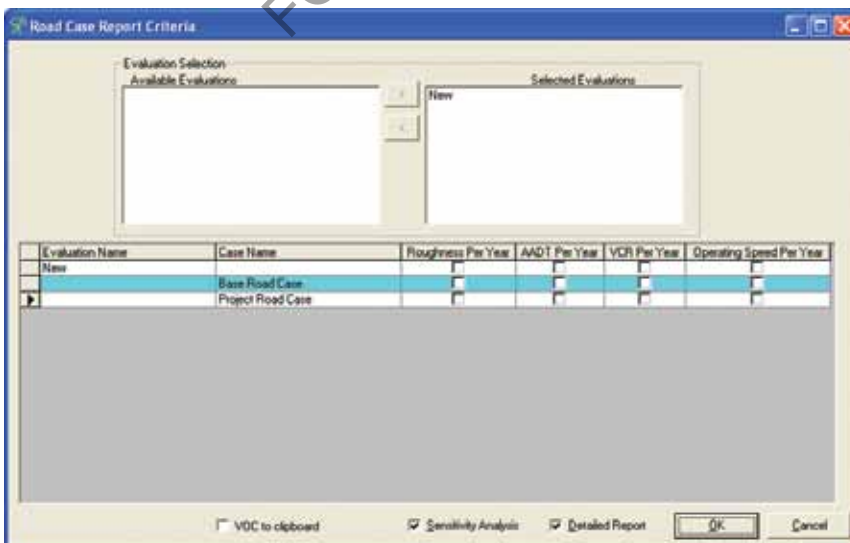 Road Case Report Criteria
Evaluation Selection
Available Evaluations
Selected Evaluations
New
Evaluation Name Case Name Roughness Per Year AADT Per Year VCR Per Year Operating Speed Per Year
New
Base Road Case
Project Road Case
VOC to clipboard Sensitivity Analysis Detailed Report OK Cancel